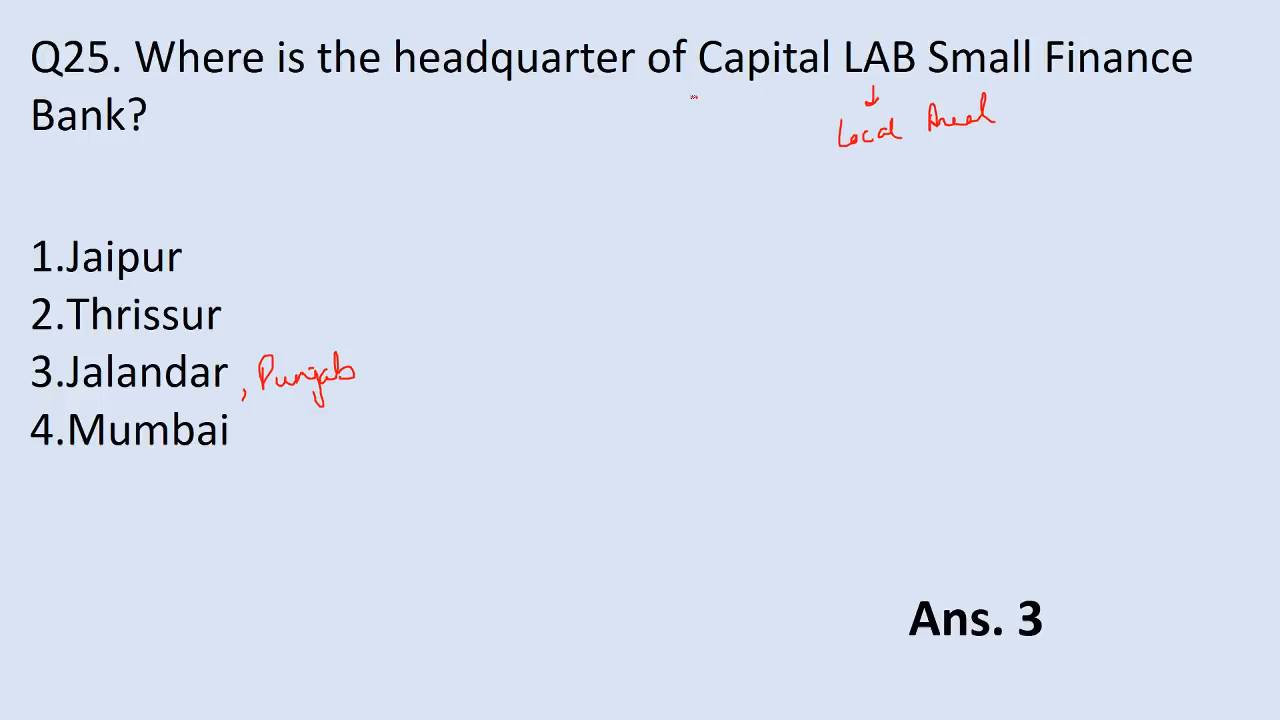 Q25. Where is the headquarter of Capital LAB Small Finance
Bank?
Local Area
1.Jaipur
2.Thrissur
3.Jalandar , Punjab
4.Mumbai
Ans. 3